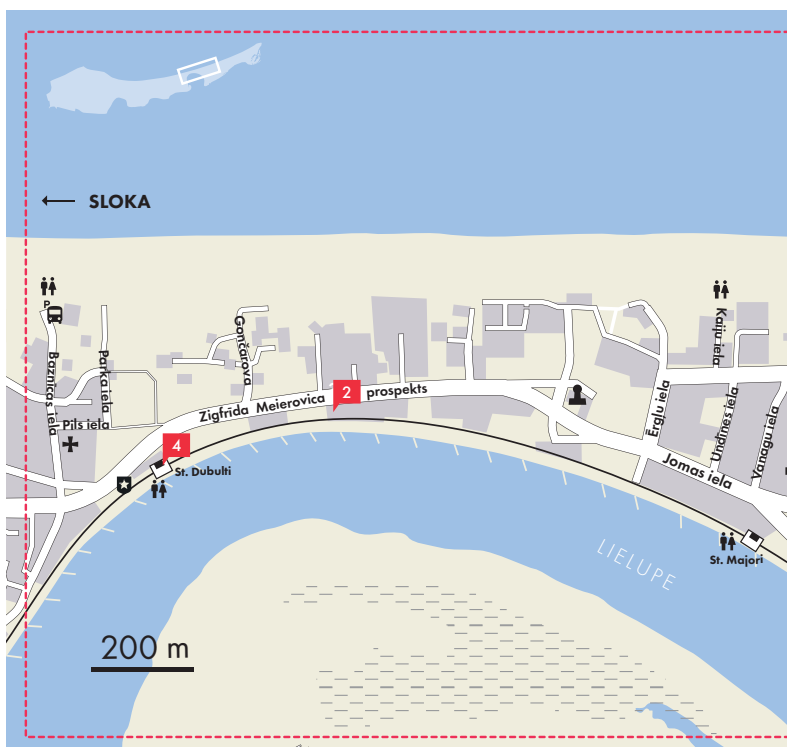 SLOKA
P
Baznīcas iela
Parka iela
Pils iela
Gončarova
Zigfrida Meierovica
2
prospekts
4
St. Dubulti
Kaiju iela
Ērgļu iela
Undīnes iela
Vanagu iela
Jomas iela
LIELUPE
St. Majori
200 m